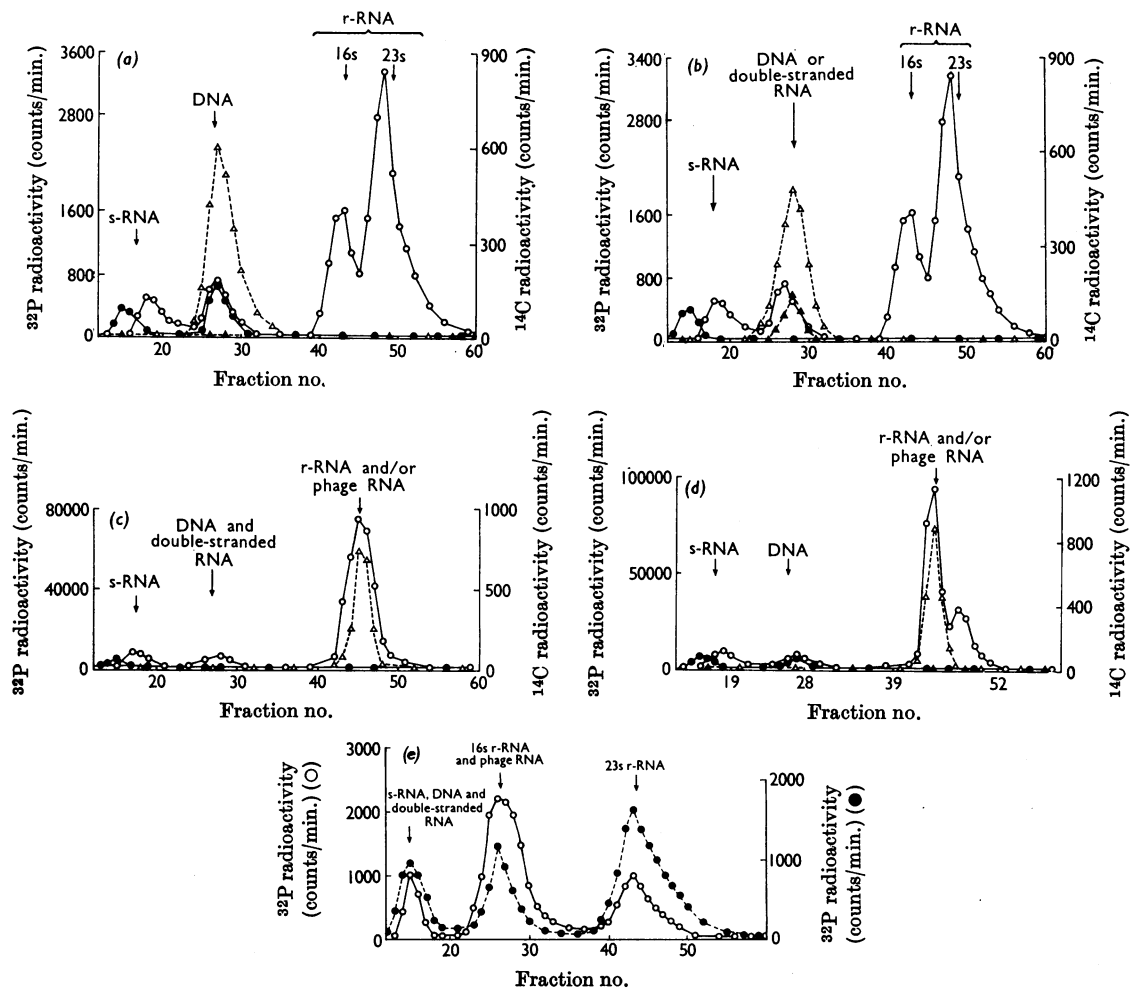 r-RNA
3600
(a)
16s
23s
900
DNA
2800
600
1600
s-RNA
300
800
0
0
20
30
40
50
60
Fraction no.
32P radioactivity (counts/min.)
14C radioactivity (counts/min.)
r-RNA
3400
(b)
DNA or
double-stranded
RNA
16s
23s
900
2800
600
s-RNA
1600
300
800
0
0
20
30
40
50
60
Fraction no.
32P radioactivity (counts/min.)
14C radioactivity (counts/min.)
r-RNA and/or
phage RNA
80000
(c)
DNA and
double-stranded
RNA
1000
s-RNA
40000
500
0
0
20
30
40
50
60
Fraction no.
32P radioactivity (counts/min.)
14C radioactivity (counts/min.)
r-RNA and/or
phage RNA
100000
(d)
1200
s-RNA
DNA
800
50000
400
0
0
19
28
39
52
Fraction no.
32P radioactivity (counts/min.)
14C radioactivity (counts/min.)
3000
(e)
16s r-RNA
and phage RNA
23s r-RNA
2000
s-RNA, DNA and
double-stranded
RNA
2000
1000
1000
0
0
20
30
40
50
Fraction no.
32P radioactivity
(counts/min.) (O)
32P radioactivity
(counts/min.) (●)